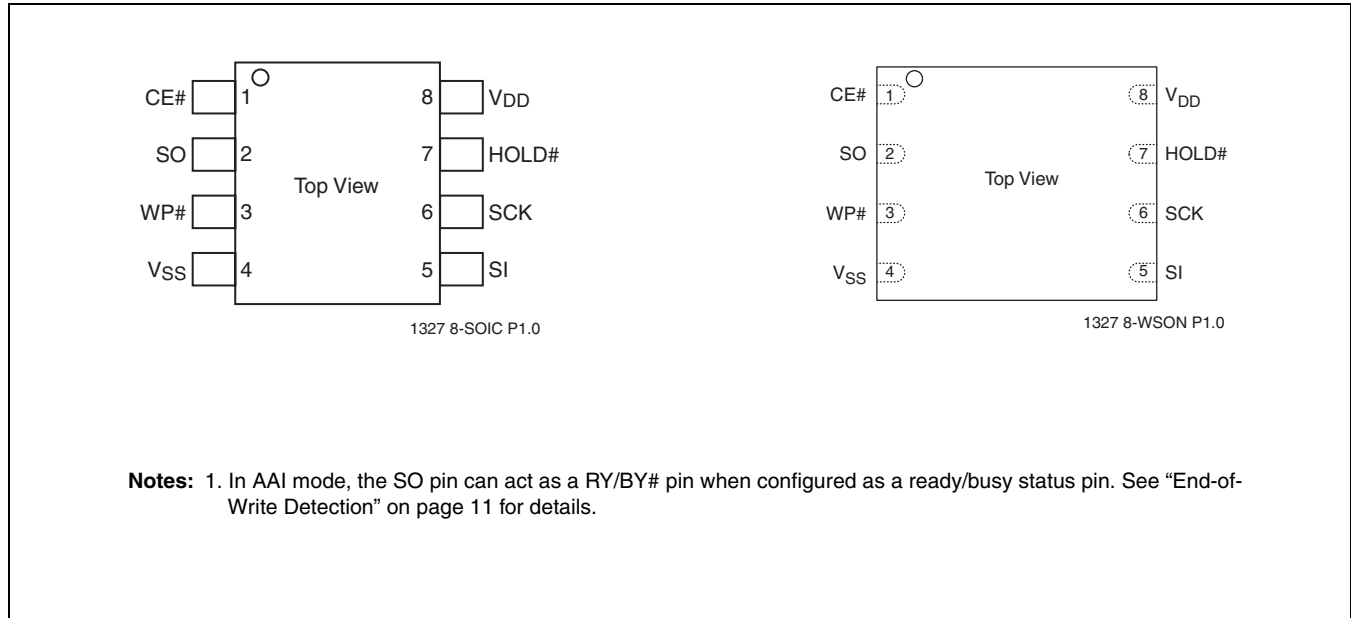 CE# 1 8 VDD
SO 2 7 HOLD#
Top View
WP# 3 6 SCK
VSS 4 5 SI
1327 8-SOIC P1.0
CE# 1 8 VDD
SO 2 7 HOLD#
Top View
WP# 3 6 SCK
VSS 4 5 SI
1327 8-WSON P1.0
Notes: 1. In AAI mode, the SO pin can act as a RY/BY# pin when configured as a ready/busy status pin. See “End-of-
Write Detection” on page 11 for details.